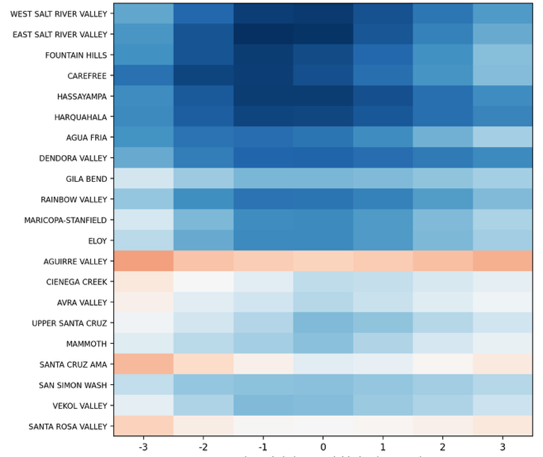 WEST SALT RIVER VALLEY
EAST SALT RIVER VALLEY
FOUNTAIN HILLS
CAREFREE
HASSAYAMPA
HARQUAHALA
AGUA FRIA
DENDORA VALLEY
GILA BEND
RAINBOW VALLEY
MARICOPA-STANFIELD
ELOY
AGUIRRE VALLEY
CIENEGA CREEK
AVRA VALLEY
UPPER SANTA CRUZ
MAMMOTH
SANTA CRUZ AMA
SAN SIMON WASH
VEKOL VALLEY
SANTA ROSA VALLEY
-3 -2 -1 0 1 2 3